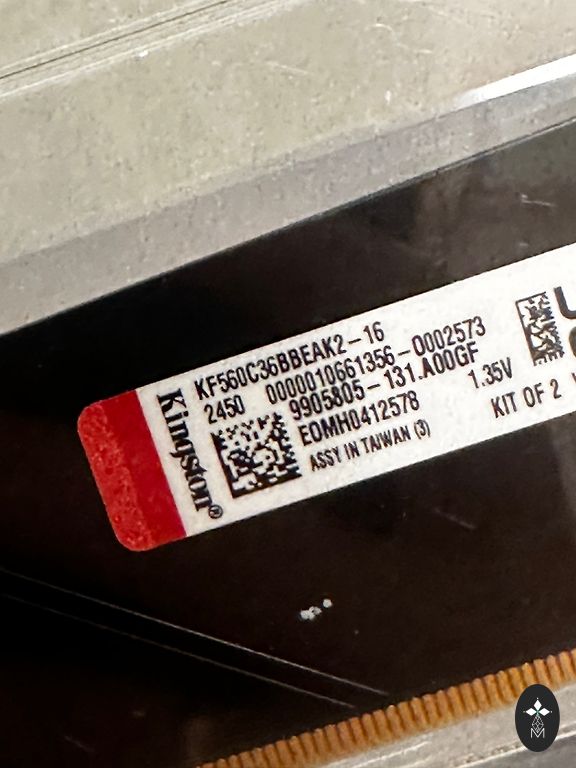 Kingston®
KF560C36BBEAK2-16
2450 0000010661356-0002573
9905805-131.A00GF
EOMH0412578 1.35V
ASSY IN TAIWAN (3) KIT OF 2
M